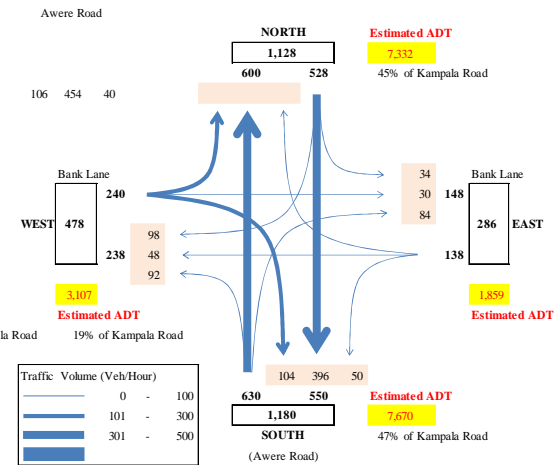 Awere Road
NORTH
Estimated ADT
1,128
7,332
600 528
45% of Kampala Road
106 454 40
34
Bank Lane
Bank Lane
240
30
148
WEST
478
84
286
EAST
98
238
48
138
92
3,107
1,859
Estimated ADT
Estimated ADT
la Road
19% of Kampala Road
Traffic Volume (Veh/Hour)
0 - 100
101 - 300
301 - 500
104 396 50
630 550
Estimated ADT
1,180
7,670
SOUTH
47% of Kampala Road
(Awere Road)